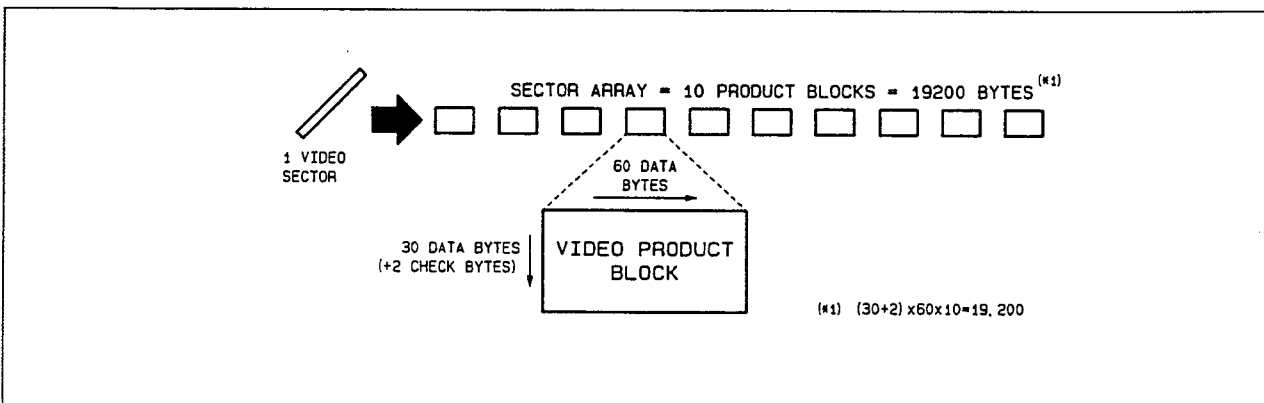 SECTOR ARRAY = 10 PRODUCT BLOCKS = 19200 BYTES(*1)
1 VIDEO
SECTOR
60 DATA
BYTES
30 DATA BYTES
(+2 CHECK BYTES)
VIDEO PRODUCT
BLOCK
(*1) (30+2)x60x10=19,200